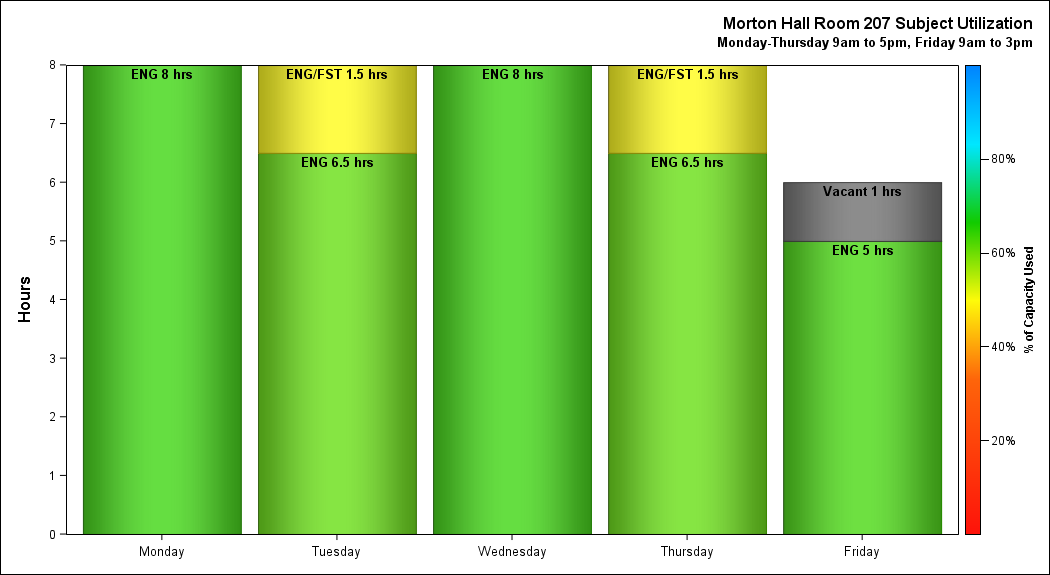 Morton Hall Room 207 Subject Utilization
Monday-Thursday 9am to 5pm, Friday 9am to 3pm
8
7
6
5
4
3
2
1
0
Hours
ENG 8 hrs
ENG/FST 1.5 hrs
ENG 6.5 hrs
ENG 8 hrs
ENG/FST 1.5 hrs
ENG 6.5 hrs
Vacant 1 hrs
ENG 5 hrs
Monday
Tuesday
Wednesday
Thursday
Friday
80%
60%
40%
20%
% of Capacity Used